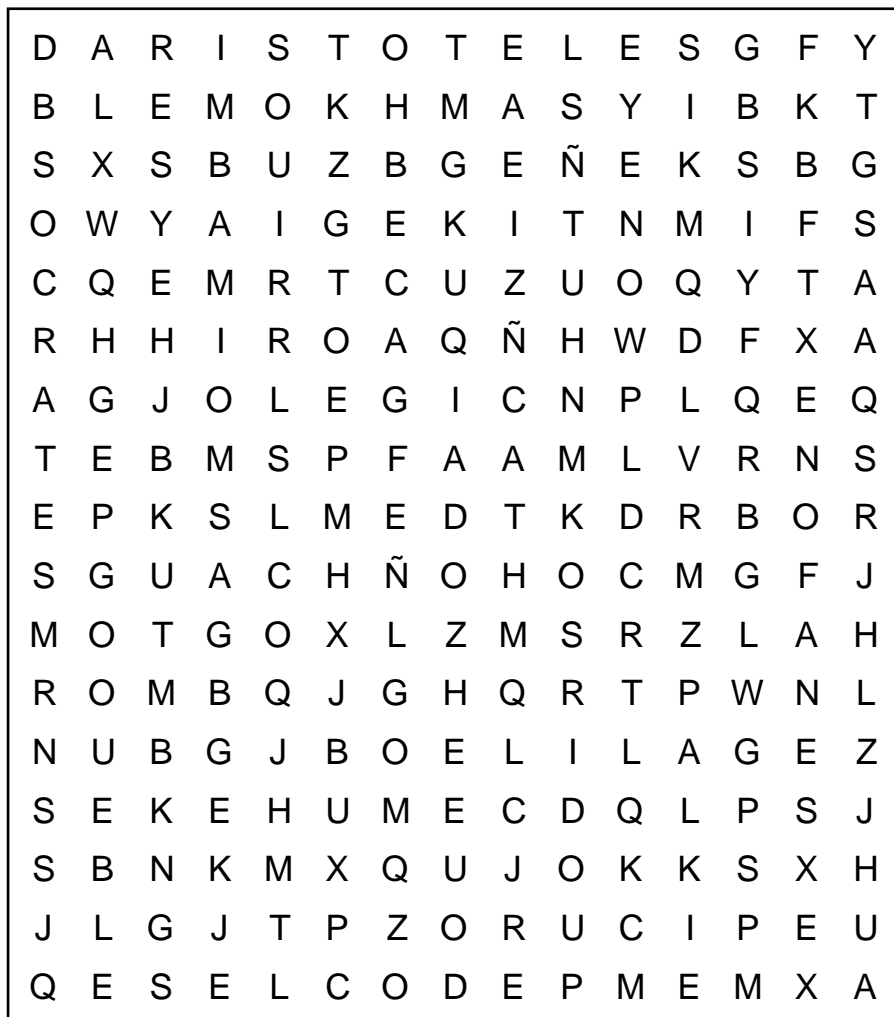 D A R I S T O T E L E S G F Y
B L E M O K H M A S Y I B K T
S X S B U Z B G E Ñ E K S B G
O W Y A I G E K I T N M I F S
C Q E M R T C U Z U O Q Y T A
R H H I R O A Q Ñ H W D F X A
A G J O L E G I C N P L Q E Q
T E B M S P F A A M L V R N S
E P K S L M E D T K D R B O R
S G U A C H Ñ O H O C M G F J
M O T G O X L Z M S R Z L A H
R O M B Q J G H Q R T P W N L
N U B G J B O E L I L A G E Z
S E K E H U M E C D Q L P S J
S B N K M X Q U J O K K S X H
J L G J T P Z O R U C I P E U
Q E S E L C O D E P M E M X A